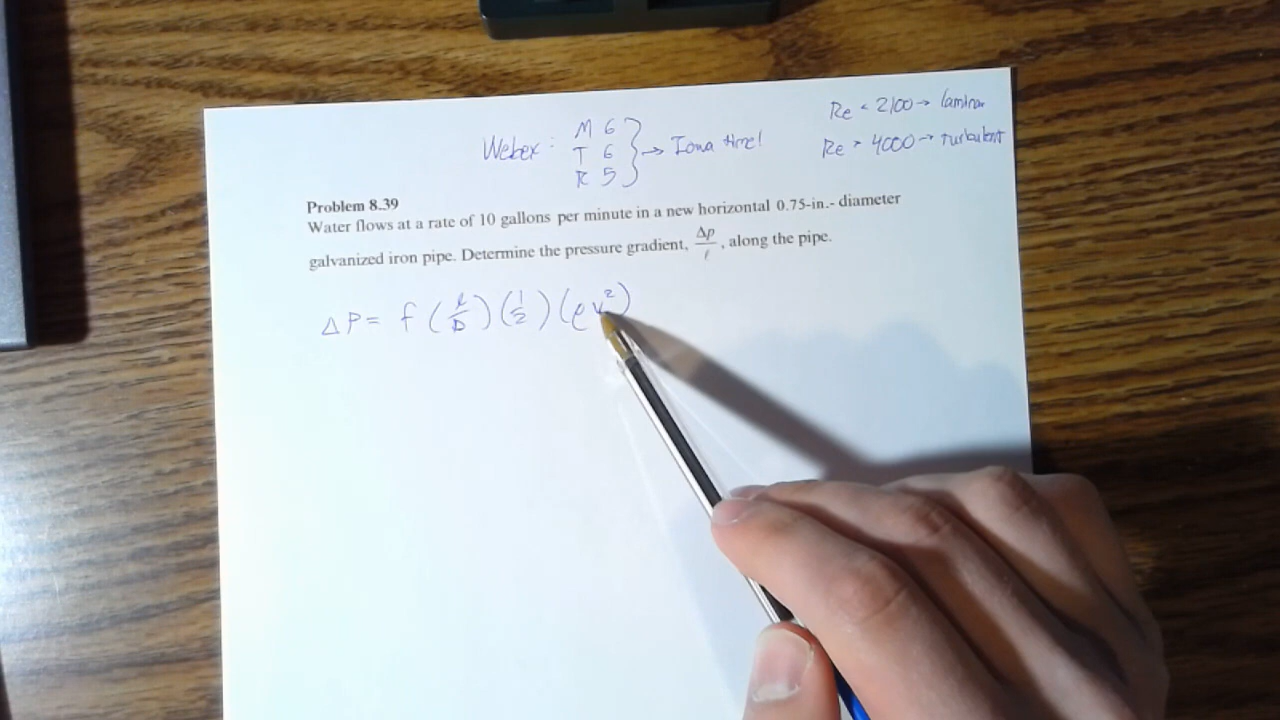 Re < 2100 → laminar
Re > 4000 → turbulent
Webex: M 6
T 6
R 5
→ Iowa time!
Problem 8.39
Water flows at a rate of 10 gallons per minute in a new horizontal 0.75-in.- diameter
galvanized iron pipe. Determine the pressure gradient, Δp/ℓ, along the pipe.
ΔP = f (ℓ/D) (1/2) (ρv²)